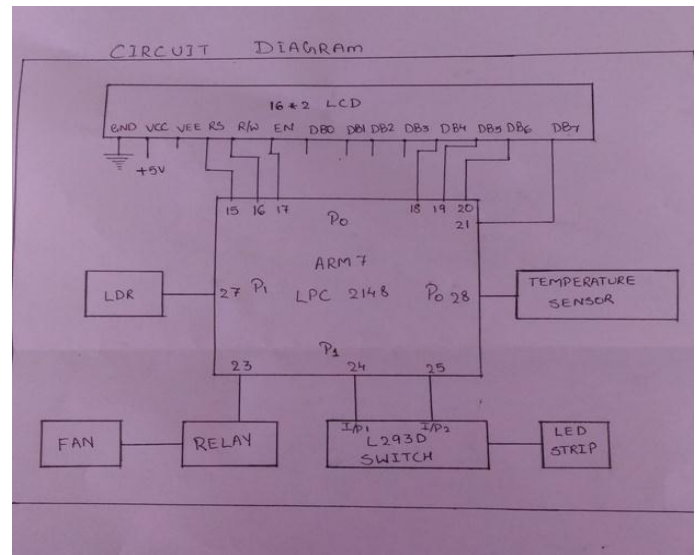 CIRCUIT DIAGRAM
16*2 LCD
GND VCC VEE RS R/W EN DB0 DB1 DB2 DB3 DB4 DB5 DB6 DB7
+5V
15 16 17 P0 18 19 20
21
ARM 7
LDR
27 P1 LPC 2148 P0 28
TEMPERATURE
SENSOR
P1
23 24 25
FAN
RELAY
I/P1 I/P2
L293D
SWITCH
LED
STRIP